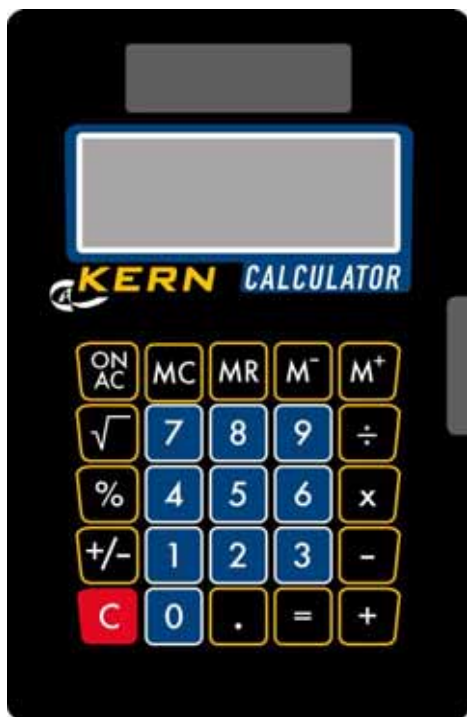 KERN CALCULATOR
ON AC MC MR M⁻ M⁺
√ 7 8 9 ÷
% 4 5 6 x
+/- 1 2 3 -
C 0 . = +